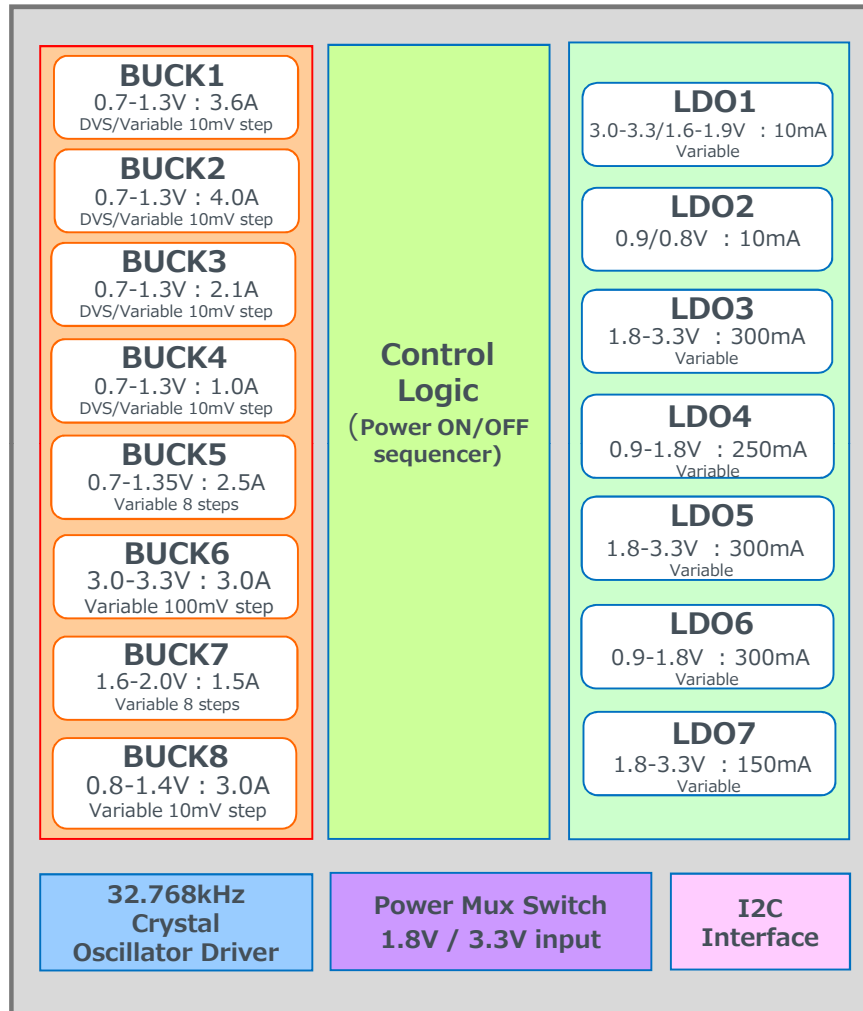 BUCK1
0.7-1.3V : 3.6A
DVS/Variable 10mV step
BUCK2
0.7-1.3V : 4.0A
DVS/Variable 10mV step
BUCK3
0.7-1.3V : 2.1A
DVS/Variable 10mV step
BUCK4
0.7-1.3V : 1.0A
DVS/Variable 10mV step
BUCK5
0.7-1.35V : 2.5A
Variable 8 steps
BUCK6
3.0-3.3V : 3.0A
Variable 100mV step
BUCK7
1.6-2.0V : 1.5A
Variable 8 steps
BUCK8
0.8-1.4V : 3.0A
Variable 10mV step
Control
Logic
(Power ON/OFF
sequencer)
LDO1
3.0-3.3/1.6-1.9V : 10mA
Variable
LDO2
0.9/0.8V : 10mA
LDO3
1.8-3.3V : 300mA
Variable
LDO4
0.9-1.8V : 250mA
Variable
LDO5
1.8-3.3V : 300mA
Variable
LDO6
0.9-1.8V : 300mA
Variable
LDO7
1.8-3.3V : 150mA
Variable
32.768kHz
Crystal
Oscillator Driver
Power Mux Switch
1.8V / 3.3V input
I2C
Interface